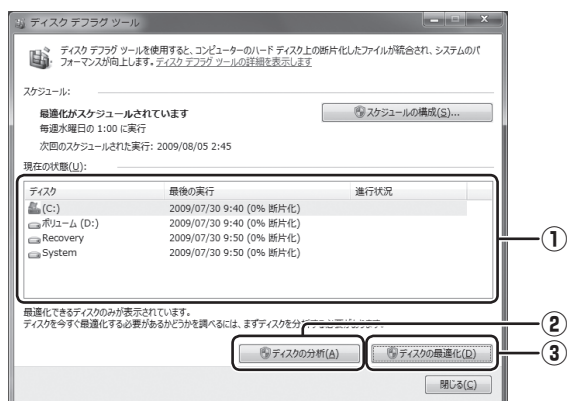 ディスク デフラグ ツール
ディスク デフラグ ツールを使用すると、コンピューターのハード ディスク上の断片化したファイルが統合され、システムのパ
フォーマンスが向上します。ディスク デフラグ ツールの詳細を表示します
スケジュール:
最適化がスケジュールされています
スケジュールの構成(S)...
毎週水曜日の 1:00 に実行
次回のスケジュールされた実行: 2009/08/05 2:45
現在の状態(U):
ディスク 最後の実行 進行状況
(C:) 2009/07/30 9:40 (0% 断片化)
ボリューム (D:) 2009/07/30 9:40 (0% 断片化)
Recovery 2009/07/30 9:50 (0% 断片化)
System 2009/07/30 9:50 (0% 断片化)
①
最適化できるディスクのみが表示されています。
ディスクを今すぐ最適化する必要があるかどうかを調べるには、まずディスクを分析する必要があります。
②
ディスクの分析(A) ディスクの最適化(D)
③
閉じる(C)